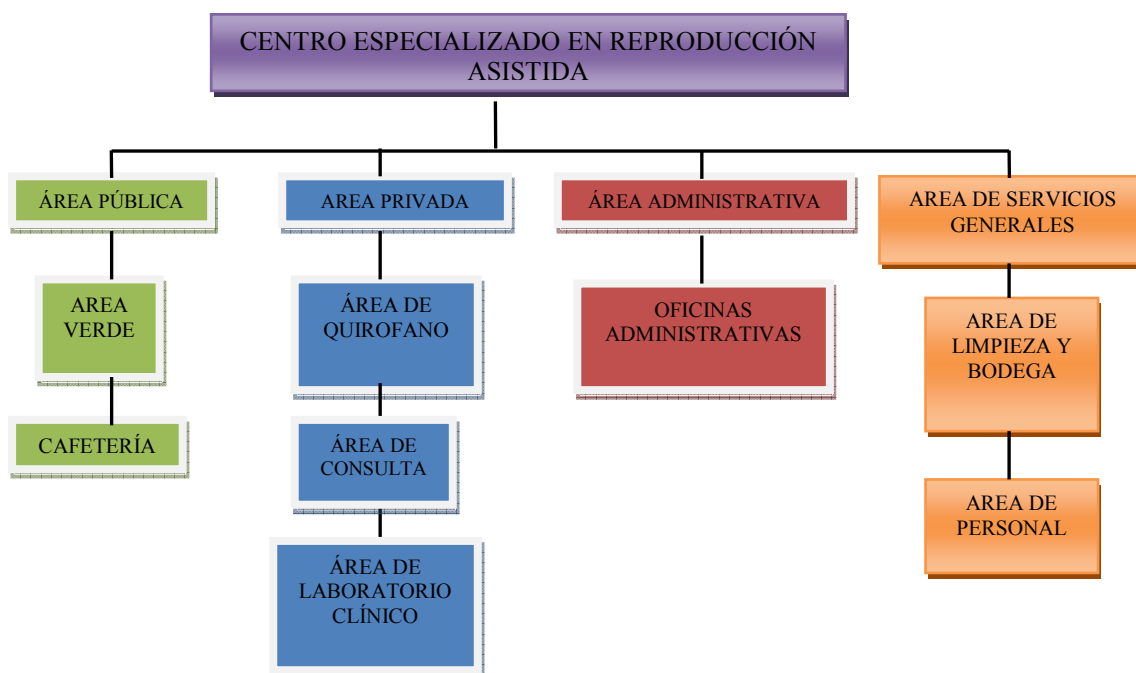 CENTRO ESPECIALIZADO EN REPRODUCCIÓN
ASISTIDA
ÁREA PÚBLICA
AREA PRIVADA
ÁREA ADMINISTRATIVA
AREA DE SERVICIOS
GENERALES
AREA
VERDE
ÁREA DE
QUIROFANO
OFICINAS
ADMINISTRATIVAS
AREA DE
LIMPIEZA Y
BODEGA
CAFETERÍA
ÁREA DE
CONSULTA
AREA DE
PERSONAL
ÁREA DE
LABORATORIO
CLÍNICO